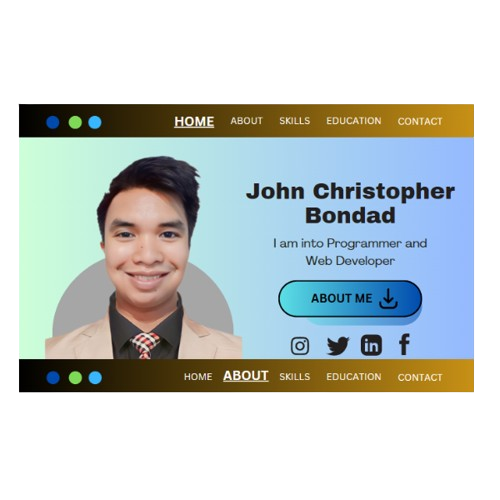 HOME ABOUT SKILLS EDUCATION CONTACT
John Christopher
Bondad
I am into Programmer and
Web Developer
ABOUT ME
HOME ABOUT SKILLS EDUCATION CONTACT